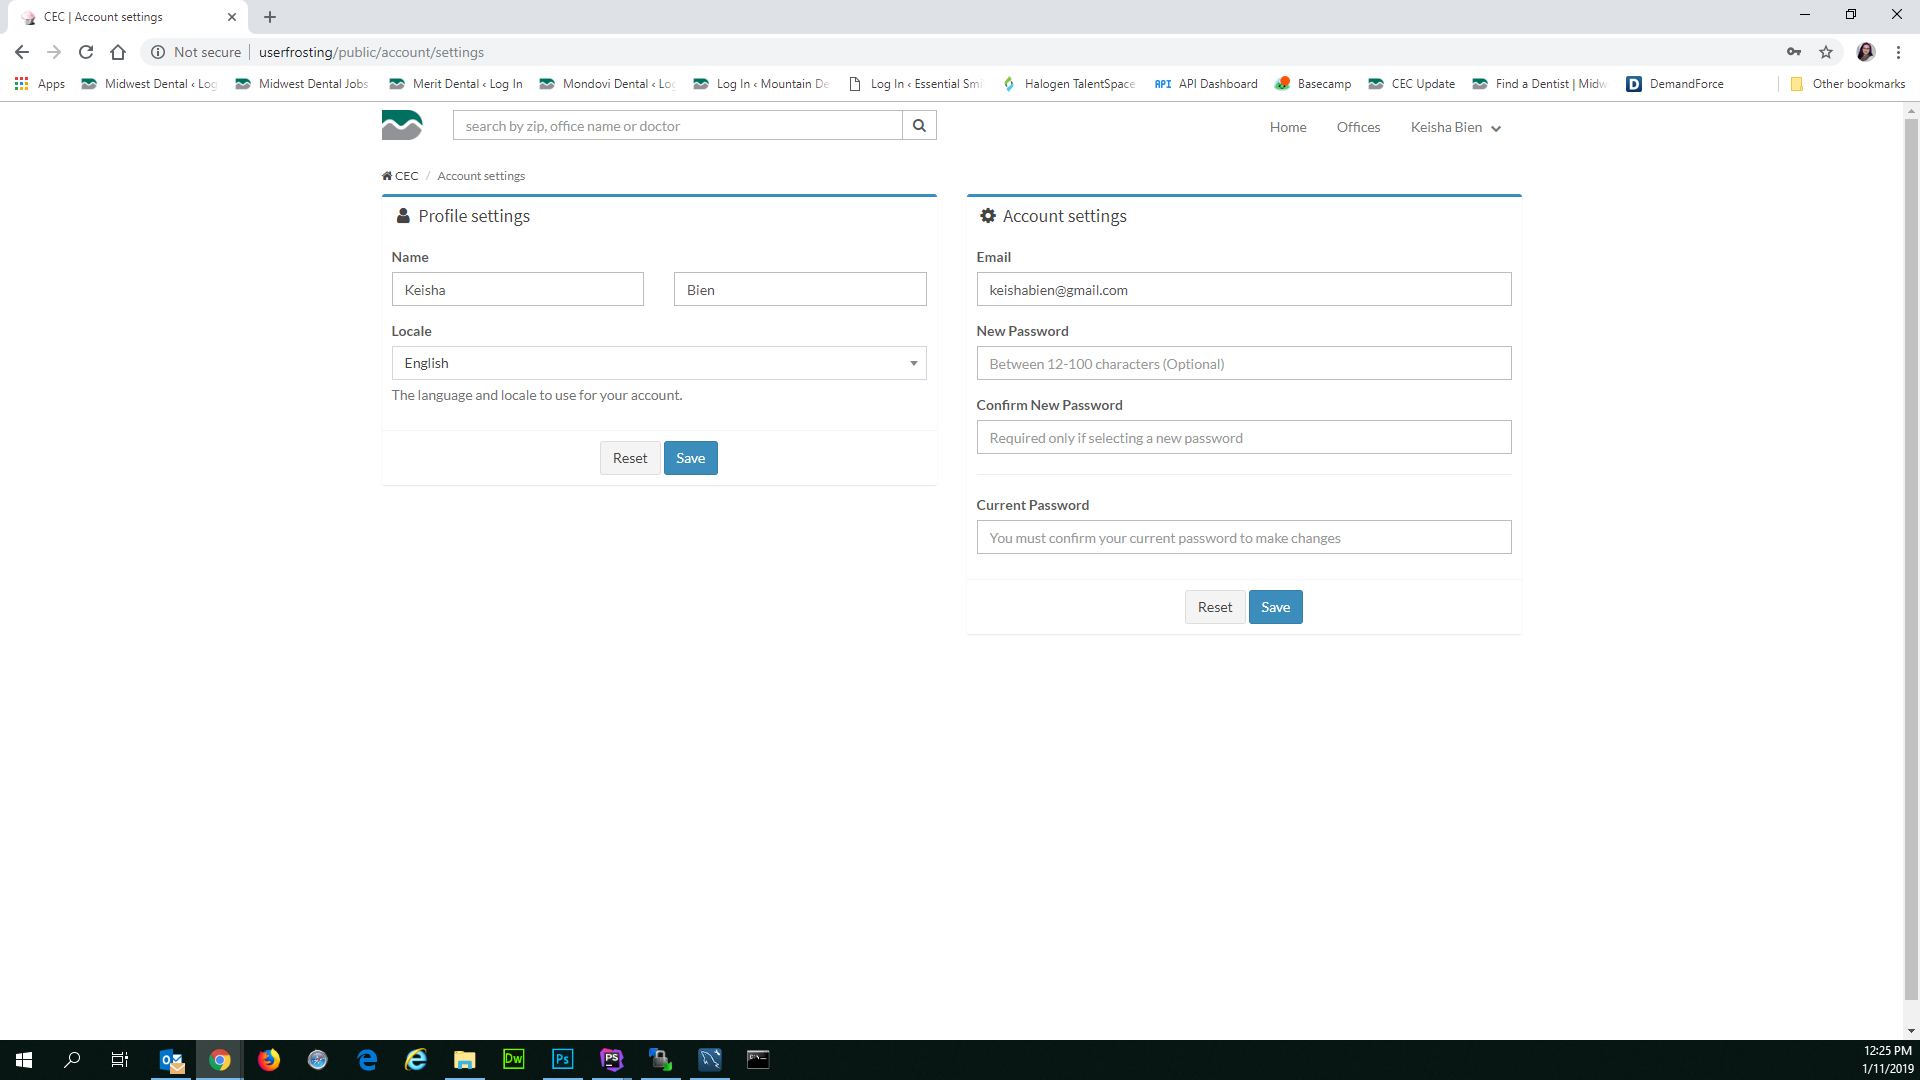 CEC | Account settings
Not secure | userfrosting/public/account/settings
Apps Midwest Dental ‹ Log Midwest Dental Jobs Merit Dental ‹ Log In Mondovi Dental ‹ Log Log In ‹ Mountain De Log In ‹ Essential Smi Halogen TalentSpace API API Dashboard Basecamp CEC Update Find a Dentist | Midw D DemandForce Other bookmarks
search by zip, office name or doctor Home Offices Keisha Bien
CEC / Account settings
Profile settings
Name
Keisha Bien
Locale
English
The language and locale to use for your account.
Reset Save
Account settings
Email
keishabien@gmail.com
New Password
Between 12-100 characters (Optional)
Confirm New Password
Required only if selecting a new password
Current Password
You must confirm your current password to make changes
Reset Save
Dw Ps PS
12:25 PM
1/11/2019